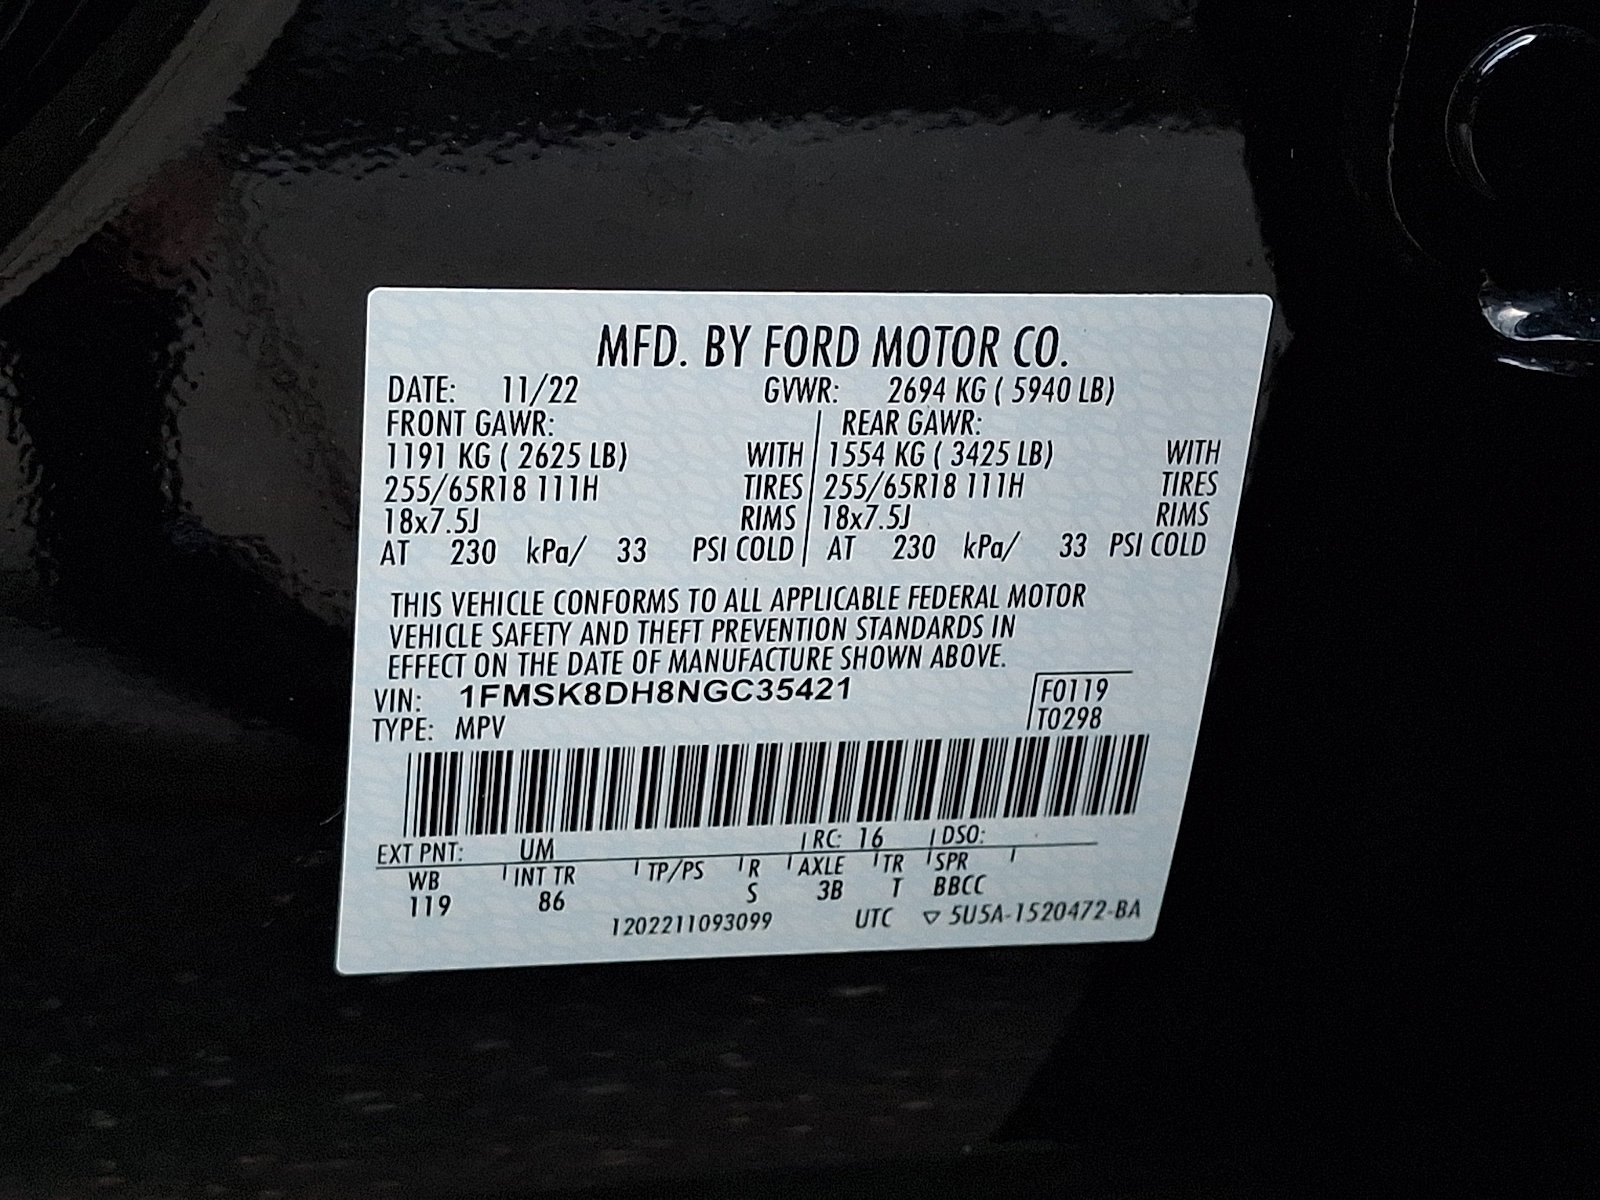 MFD. BY FORD MOTOR CO.
DATE: 11/22 GVWR: 2694 KG ( 5940 LB)
FRONT GAWR: REAR GAWR:
1191 KG ( 2625 LB) WITH 1554 KG ( 3425 LB) WITH
255/65R18 111H TIRES 255/65R18 111H TIRES
18x7.5J RIMS 18x7.5J RIMS
AT 230 kPa/ 33 PSI COLD AT 230 kPa/ 33 PSI COLD
THIS VEHICLE CONFORMS TO ALL APPLICABLE FEDERAL MOTOR
VEHICLE SAFETY AND THEFT PREVENTION STANDARDS IN
EFFECT ON THE DATE OF MANUFACTURE SHOWN ABOVE.
VIN: 1FMSK8DH8NGC35421 F0119
TYPE: MPV T0298
EXT PNT: UM RC: 16 DSO:
WB INT TR TP/PS R AXLE TR SPR
119 86 S 3B T BBCC
1202211093099 UTC ▽ 5U5A-1520472-BA